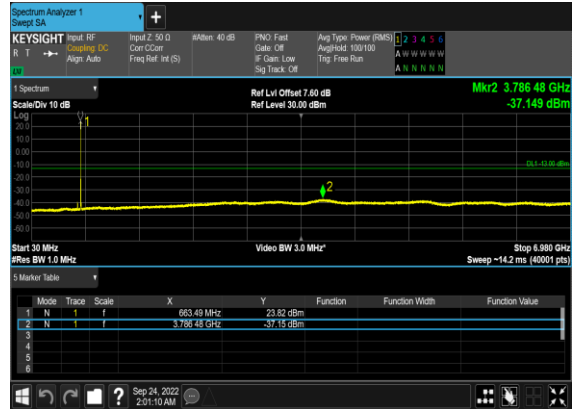 Spectrum Analyzer 1
Swept SA
+
KEYSIGHT
R T
Input: RF
Coupling: DC
Align: Auto
Input Z: 50 Ω
Corr CCorr
Freq Ref: Int (S)
#Atten: 40 dB
PNO: Fast
Gate: Off
IF Gain: Low
Sig Track: Off
Avg Type: Power (RMS)
Avg|Hold: 100/100
Trig: Free Run
1 2 3 4 5 6
A W W W W W
A N N N N N
1 Spectrum
Scale/Div 10 dB
Ref Lvl Offset 7.60 dB
Ref Level 30.00 dBm
Mkr2 3.786 48 GHz
-37.149 dBm
Log
20.0
10.0
0.00
-10.0
-20.0
-30.0
-40.0
-50.0
-60.0
1
2
DL1 -13.00 dBm
Start 30 MHz
#Res BW 1.0 MHz
Video BW 3.0 MHz*
Stop 6.980 GHz
Sweep ~14.2 ms (40001 pts)
5 Marker Table
Mode Trace Scale X Y Function Function Width Function Value
1 N 1 f 663.49 MHz 23.82 dBm
2 N 1 f 3.786 48 GHz -37.15 dBm
3
4
5
6
?
Sep 24, 2022
2:01:10 AM